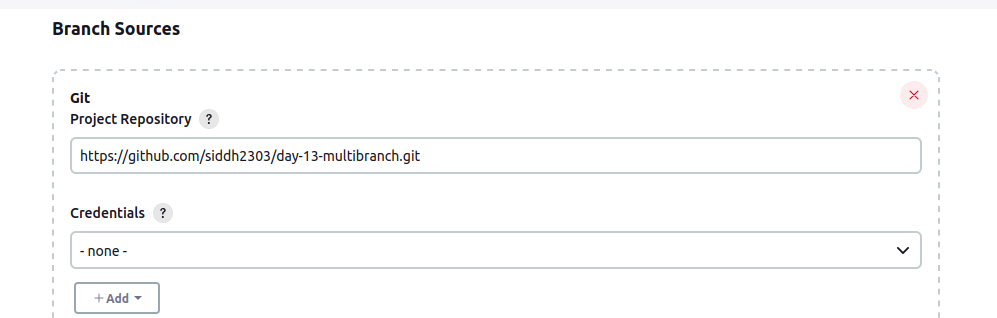 Branch Sources
Git
Project Repository ?
https://github.com/siddh2303/day-13-multibranch.git
Credentials ?
- none -
+ Add